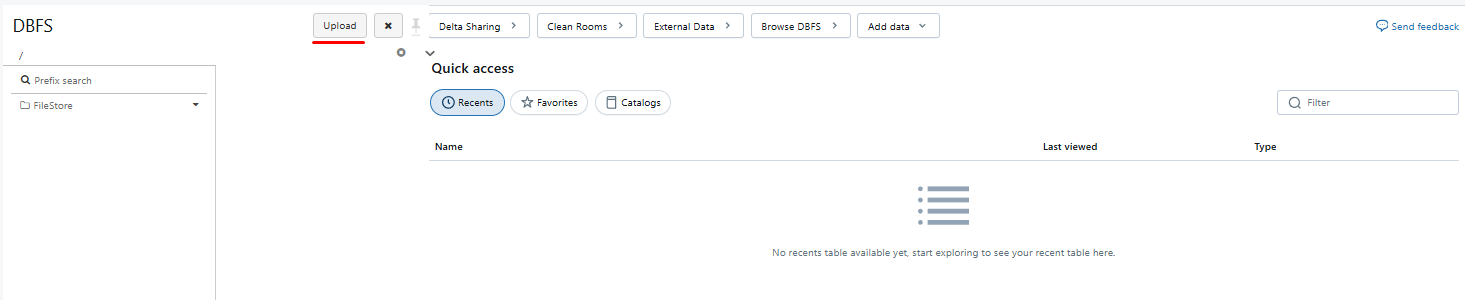 DBFS
Upload
Delta Sharing
Clean Rooms
External Data
Browse DBFS
Add data
Send feedback
/
Prefix search
FileStore
Quick access
Recents
Favorites
Catalogs
Filter
Name
Last viewed
Type
No recents table available yet, start exploring to see your recent table here.